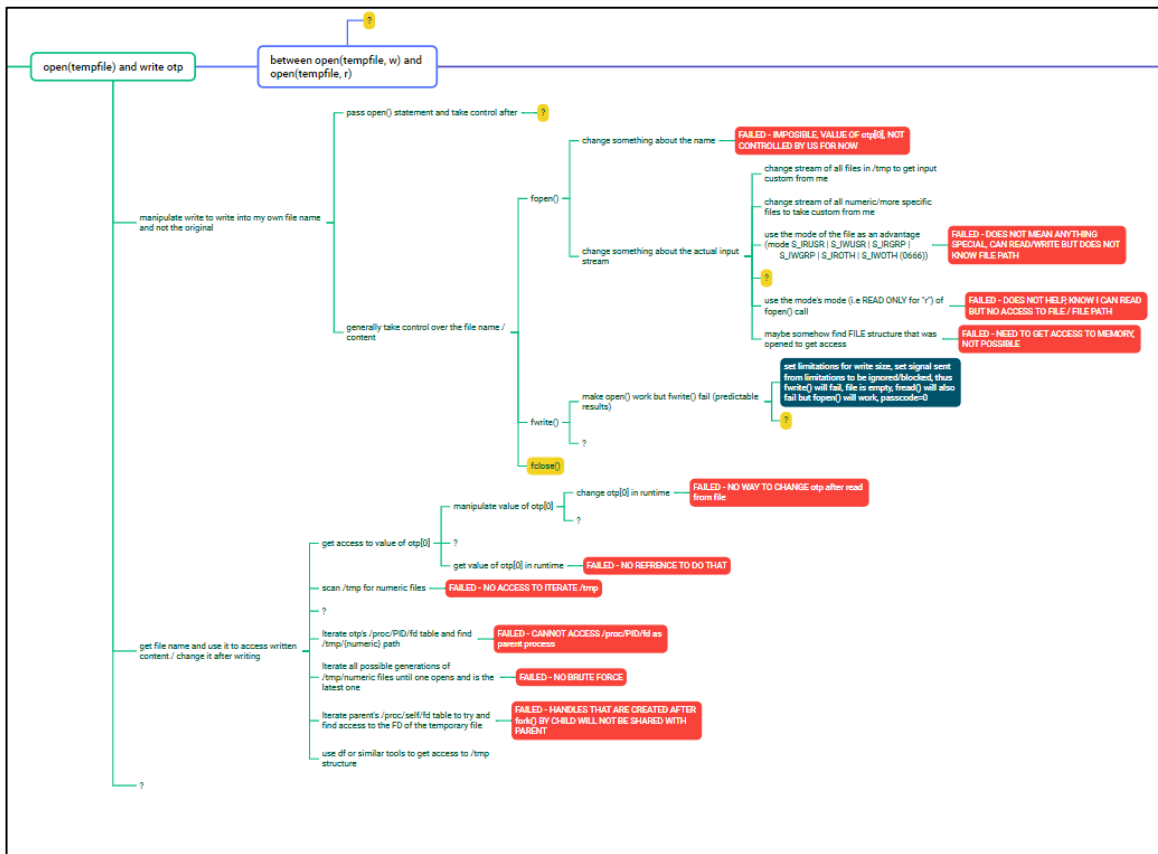 ?
open(tempfile) and write otp
between open(tempfile, w) and
open(tempfile, r)
pass open() statement and take control after
?
change something about the name
FAILED - IMPOSIBLE, VALUE OF otp[0], NOT
CONTROLLED BY US FOR NOW
change stream of all files in /tmp to get input
custom from me
fopen()
change stream of all numeric/more specific
files to take custom from me
manipulate write to write into my own file name
and not the original
change something about the actual input
stream
use the mode of the file as an advantage
(mode S_IRUSR | S_IWUSR | S_IRGRP |
S_IWGRP | S_IROTH | S_IWOTH (0666))
FAILED - DOES NOT MEAN ANYTHING
SPECIAL, CAN READ/WRITE BUT DOES NOT
KNOW FILE PATH
?
use the mode's mode (i.e READ ONLY for "r") of
fopen() call
FAILED - DOES NOT HELP, KNOW I CAN READ
BUT NO ACCESS TO FILE / FILE PATH
generally take control over the file name /
content
maybe somehow find FILE structure that was
opened to get access
FAILED - NEED TO GET ACCESS TO MEMORY,
NOT POSSIBLE
set limitations for write size, set signal sent
from limitations to be ignored/blocked, thus
fwrite() will fail, file is empty, fread() will also
fail but fopen() will work, passcode=0
make open() work but fwrite() fail (predictable
results)
fwrite()
?
?
fclose()
change otp[0] in runtime
FAILED - NO WAY TO CHANGE otp after read
from file
manipulate value of otp[0]
?
get access to value of otp[0]
?
get value of otp[0] in runtime
FAILED - NO REFRENCE TO DO THAT
scan /tmp for numeric files
FAILED - NO ACCESS TO ITERATE /tmp
?
Iterate otp's /proc/PID/fd table and find
/tmp/{numeric} path
FAILED - CANNOT ACCESS /proc/PID/fd as
parent process
get file name and use it to access written
content / change it after writing
Iterate all possible generations of
/tmp/numeric files until one opens and is the
latest one
FAILED - NO BRUTE FORCE
Iterate parent's /proc/self/fd table to try and
find access to the FD of the temporary file
FAILED - HANDLES THAT ARE CREATED AFTER
fork() BY CHILD WILL NOT BE SHARED WITH
PARENT
use df or similar tools to get access to /tmp
structure
?